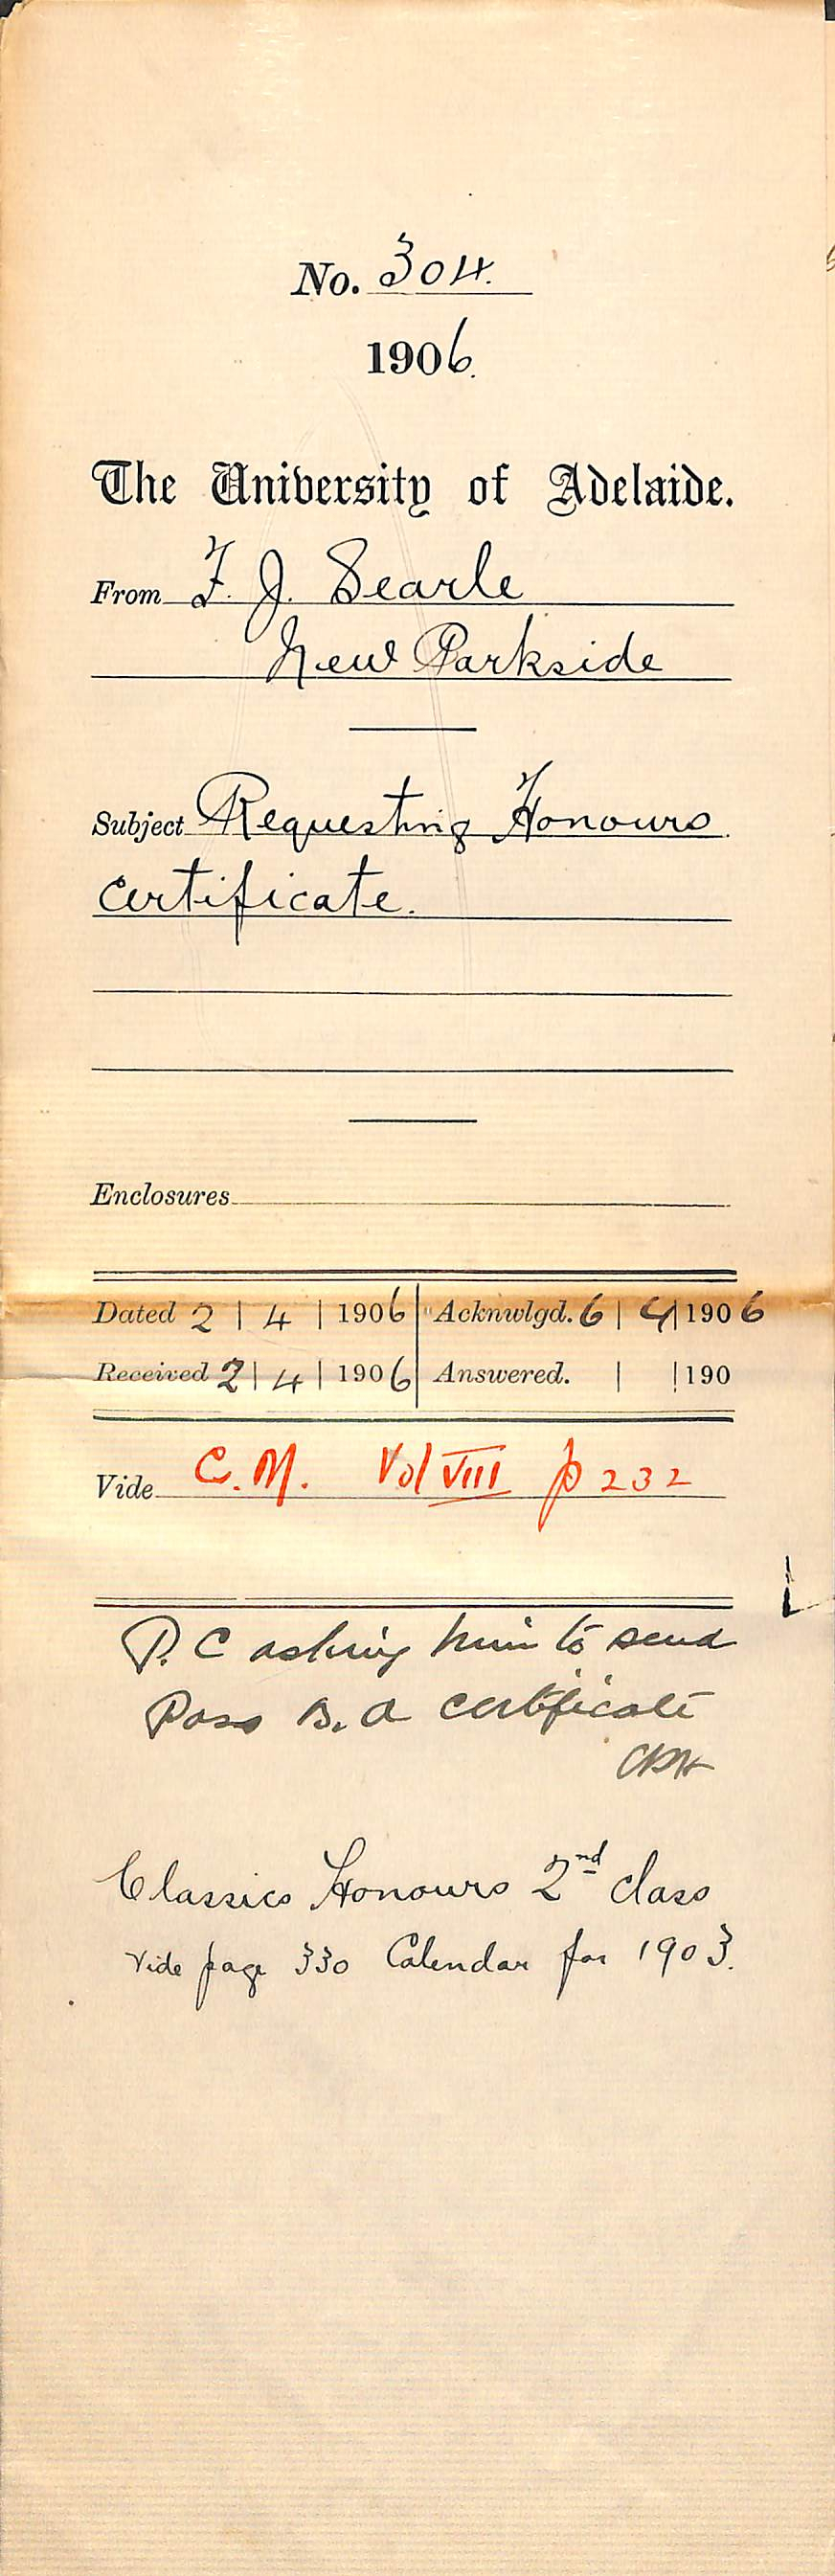 No. 304.
1906.
The University of Adelaide.
From F. J. Searle
New Parkside
Subject Requesting Honours
Certificate.
Enclosures
Dated 2 | 4 | 1906 | Acknwlgd. 6 | 4 | 1906
Received 2 | 4 | 1906 | Answered. | | 190
Vide C. M. Vol VIII p 232
P. C asking him to send
Pass B. A certificate
Classics Honours 2nd class
Vide page 330 Calendar for 1903.